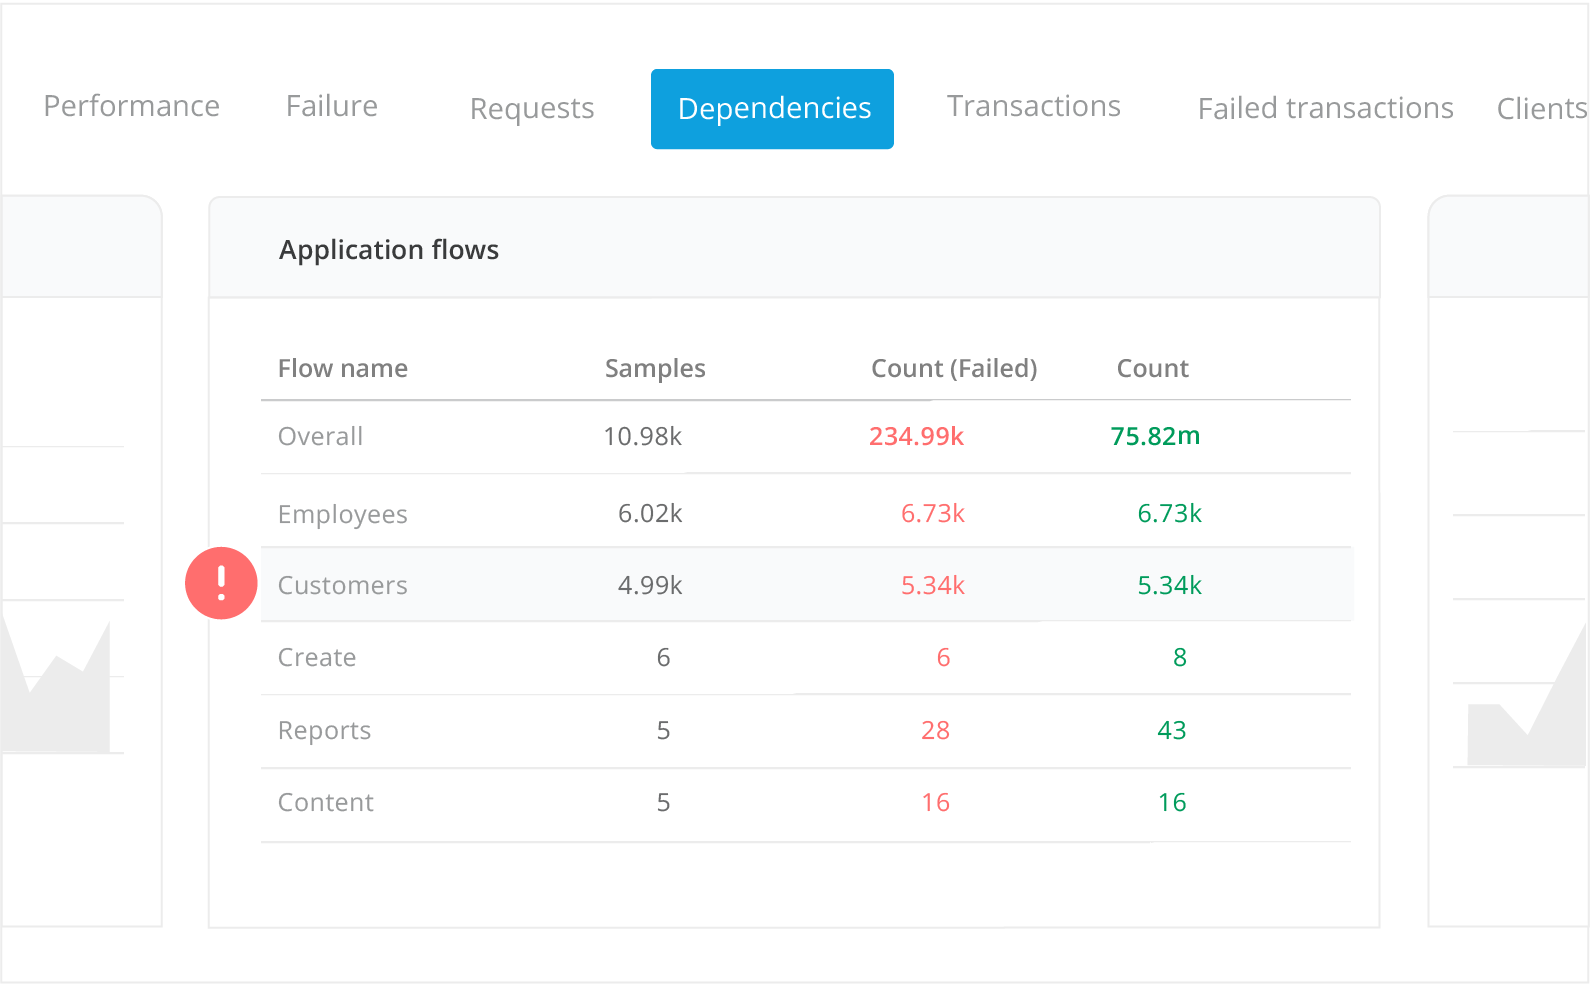 Performance Failure Requests Dependencies Transactions Failed transactions Clients
Application flows
Flow name Samples Count (Failed) Count
Overall 10.98k 234.99k 75.82m
Employees 6.02k 6.73k 6.73k
! Customers 4.99k 5.34k 5.34k
Create 6 6 8
Reports 5 28 43
Content 5 16 16